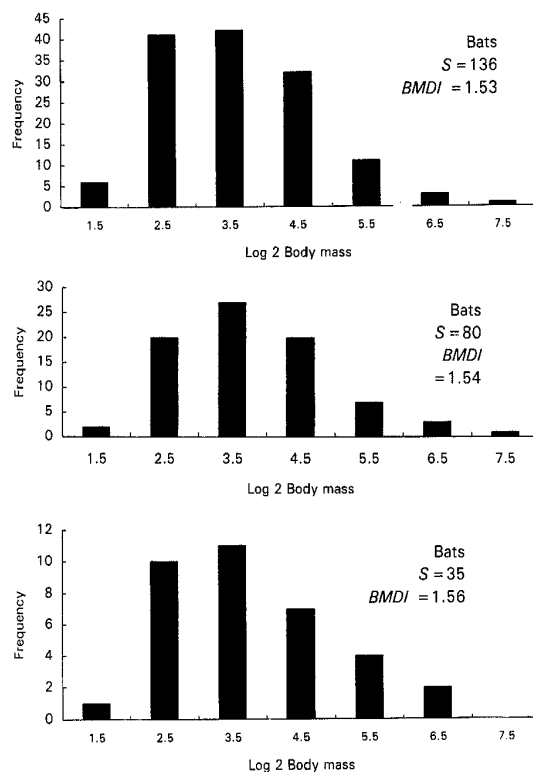 45
40
35
30
25
20
15
10
5
0
Frequency
Bats
S = 136
BMDI = 1.53
1.5 2.5 3.5 4.5 5.5 6.5 7.5
Log 2 Body mass
30
25
20
15
10
5
0
Frequency
Bats
S = 80
BMDI
= 1.54
1.5 2.5 3.5 4.5 5.5 6.5 7.5
Log 2 Body mass
12
10
8
6
4
2
0
Frequency
Bats
S = 35
BMDI = 1.56
1.5 2.5 3.5 4.5 5.5 6.5 7.5
Log 2 Body mass